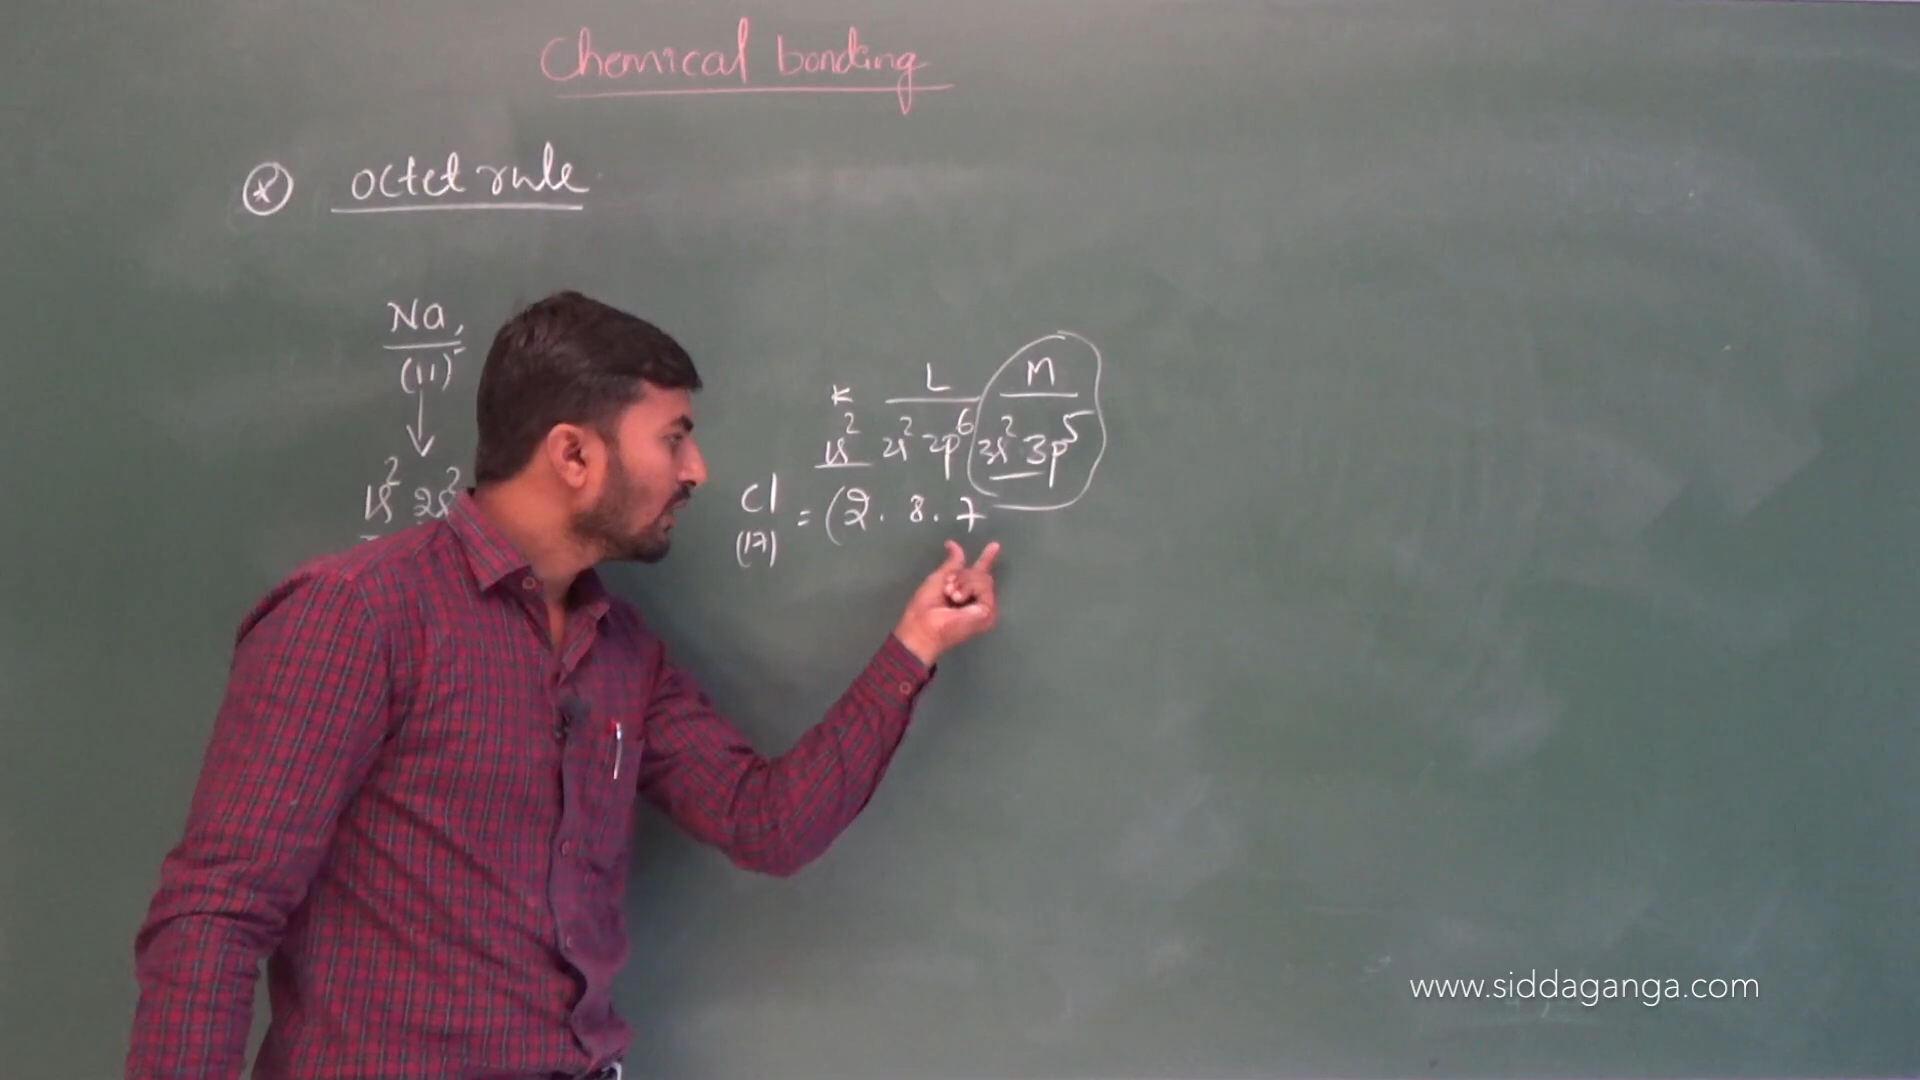 Chemical bonding
* octet rule
Na,
(11)
1s² 2s²
K L M
1s² 2s² 2p⁶ 3s² 3p⁵
Cl = (2. 8. 7
(17)
www.siddaganga.com